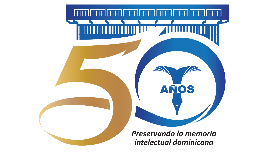 50
AÑOS
Preservando la memoria
intelectual dominicana